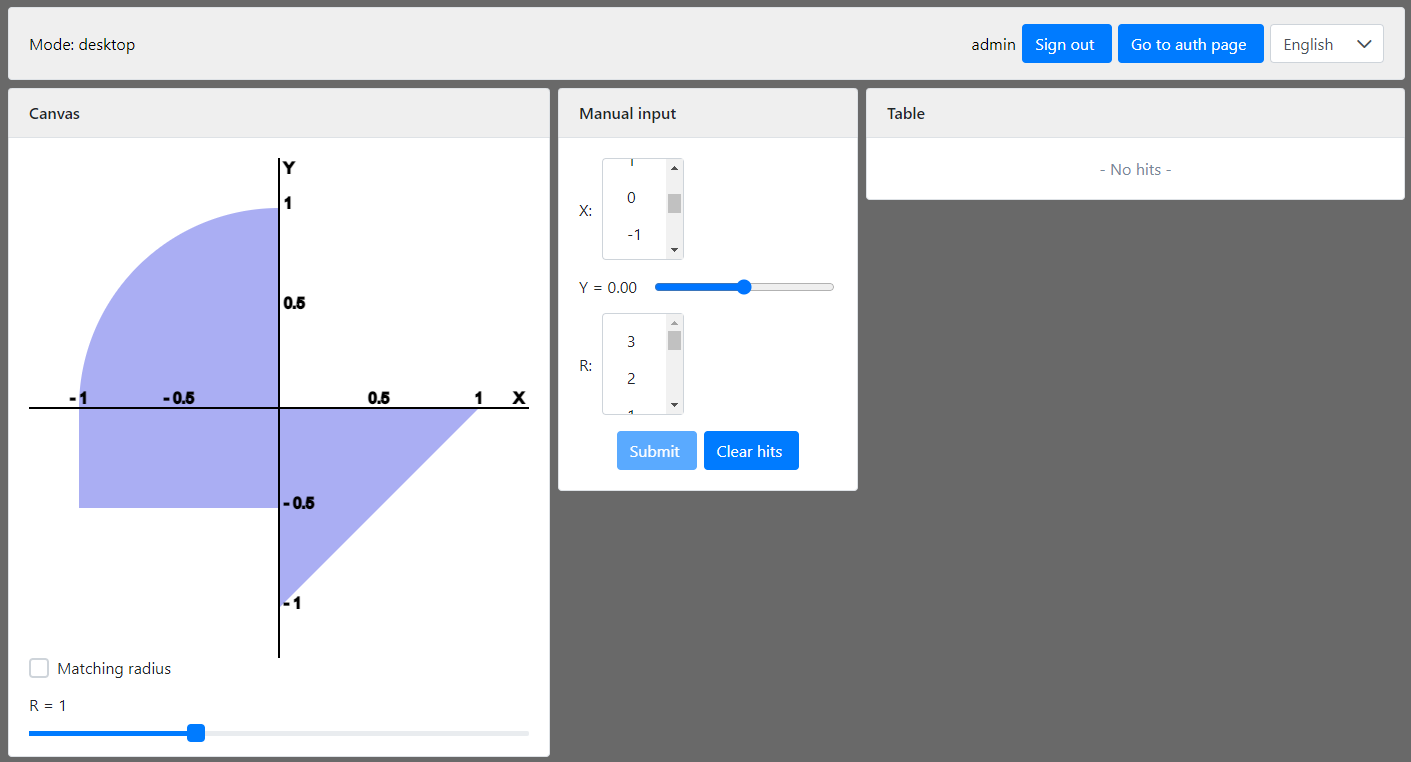 Mode: desktop
admin
Sign out
Go to auth page
English
Canvas
Y
1
0.5
- 1
- 0.5
0.5
1
X
- 0.5
- 1
Matching radius
R = 1
Manual input
X:
0
-1
Y = 0.00
R:
3
2
Submit
Clear hits
Table
- No hits -